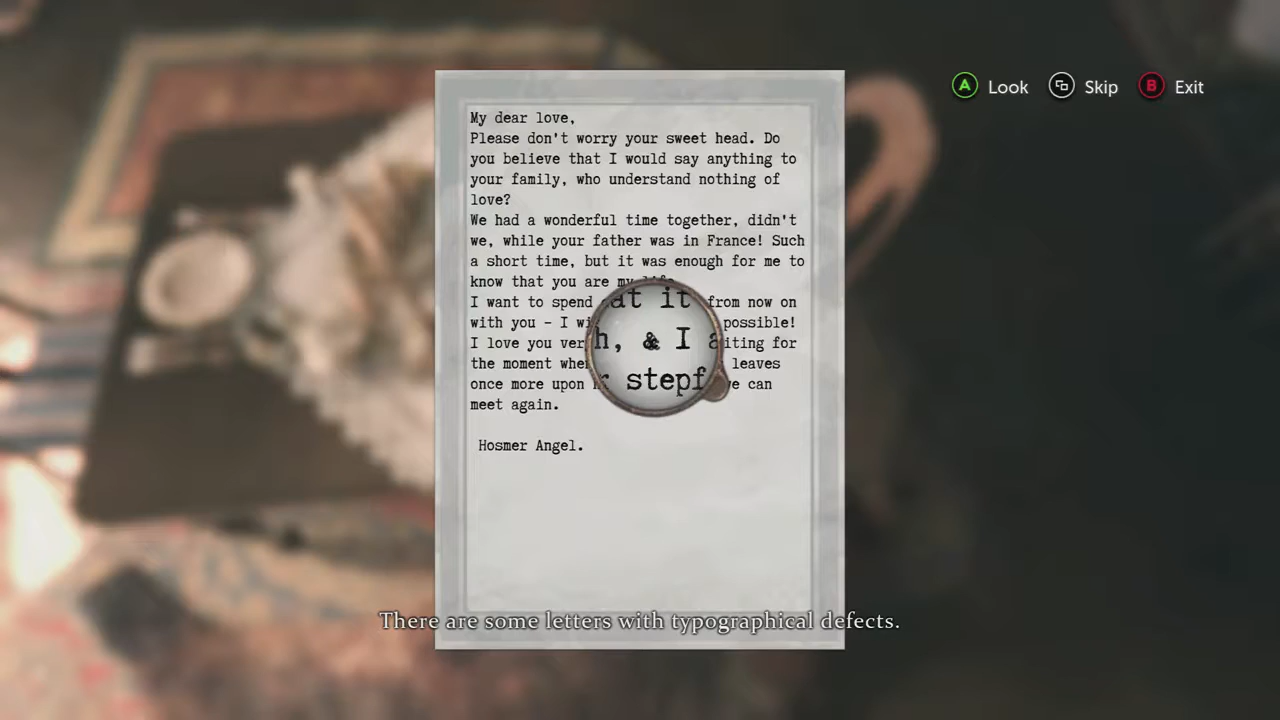 A Look Skip B Exit
My dear love,
Please don't worry your sweet head. Do
you believe that I would say anything to
your family, who understand nothing of
love?
We had a wonderful time together, didn't
we, while your father was in France! Such
a short time, but it was enough for me to
know that you are my life.
I want to spend at it from now on
with you - I possible!
I love you h, & I iting for
the moment leaves
once more upon stepf we can
meet again.
Hosmer Angel.
There are some letters with typographical defects.